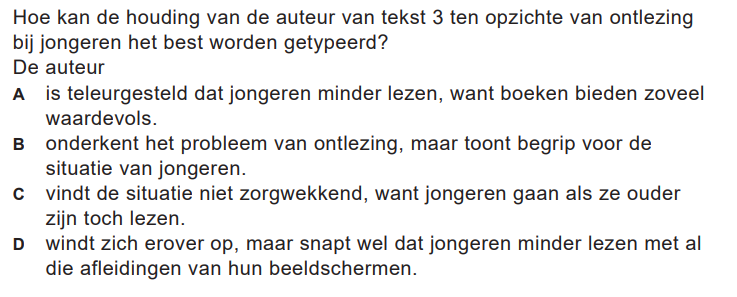 Hoe kan de houding van de auteur van tekst 3 ten opzichte van ontlezing
bij jongeren het best worden getypeerd?
De auteur
A is teleurgesteld dat jongeren minder lezen, want boeken bieden zoveel
waardevols.
B onderkent het probleem van ontlezing, maar toont begrip voor de
situatie van jongeren.
C vindt de situatie niet zorgwekkend, want jongeren gaan als ze ouder
zijn toch lezen.
D windt zich erover op, maar snapt wel dat jongeren minder lezen met al
die afleidingen van hun beeldschermen.